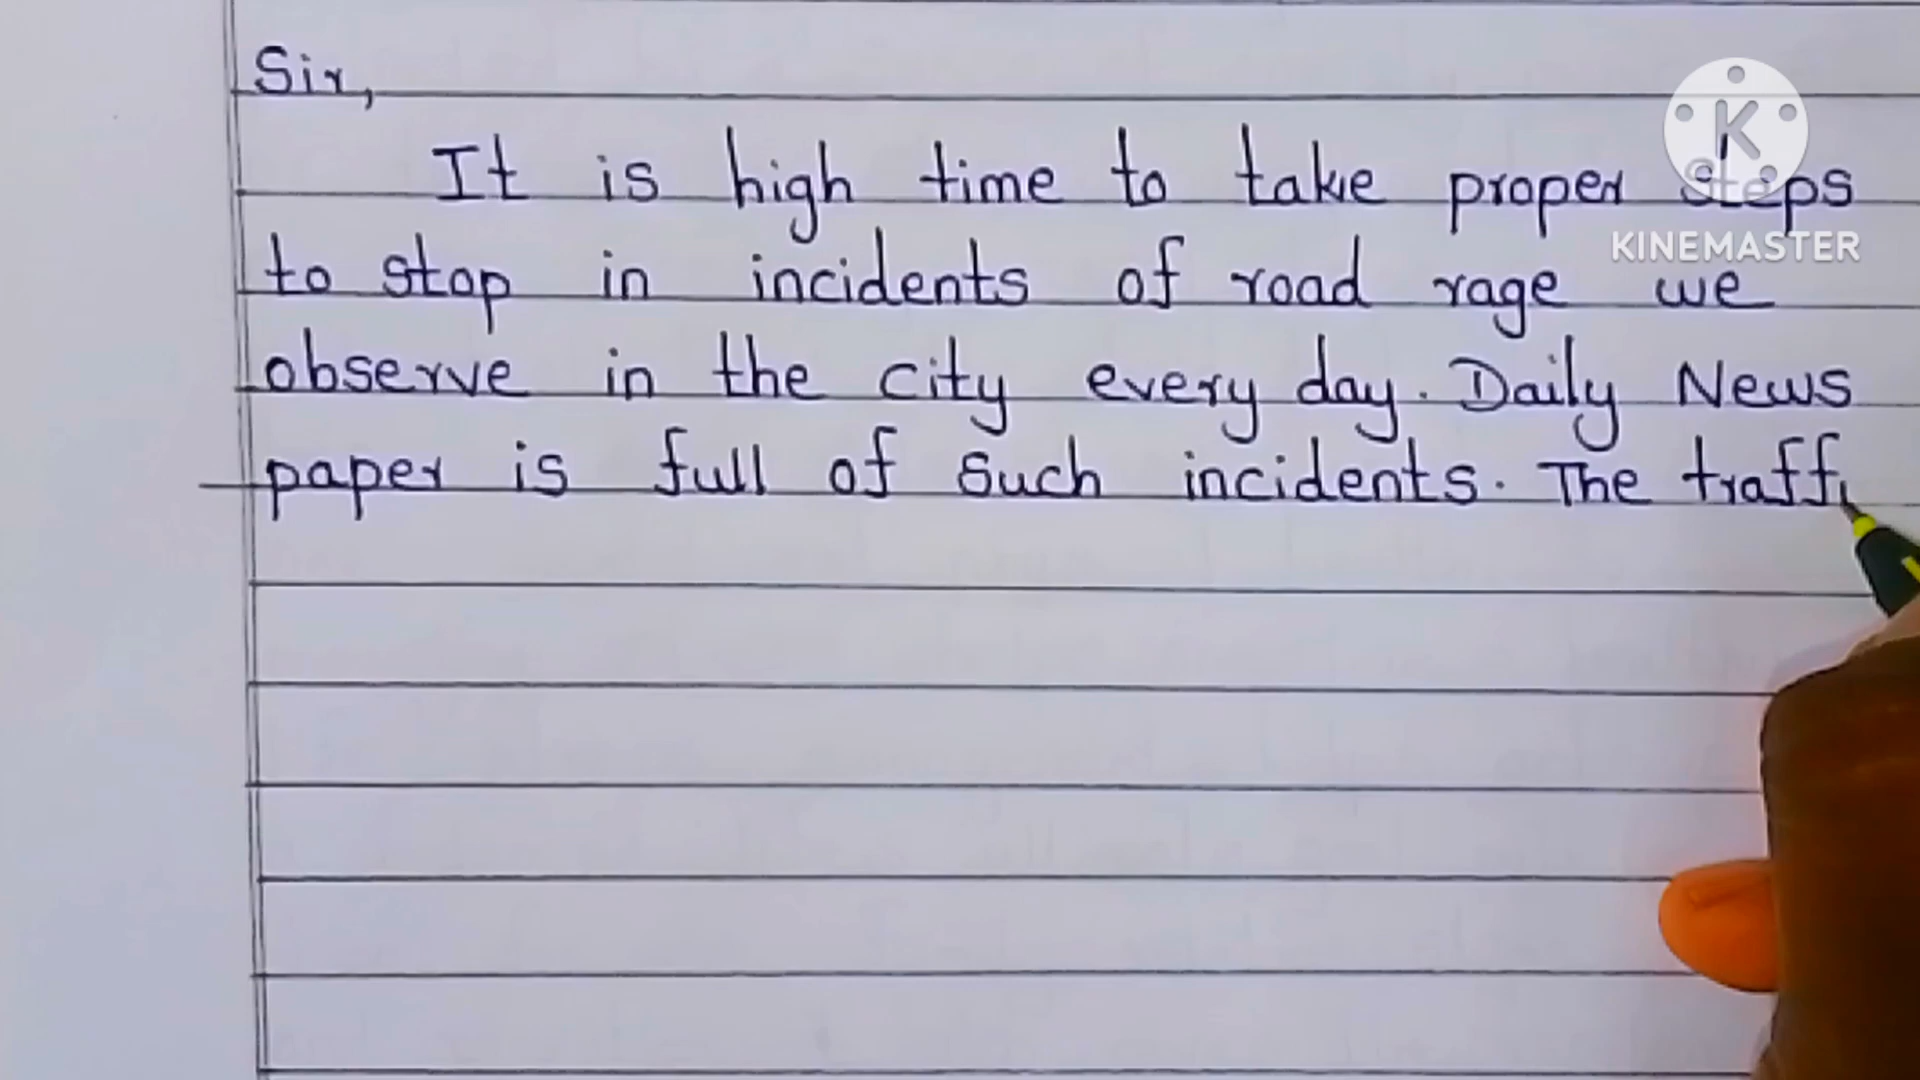 Sir,
It is high time to take proper steps
to stop in incidents of road rage we
observe in the city every day. Daily News
paper is full of such incidents. The traffi
K
KINEMASTER